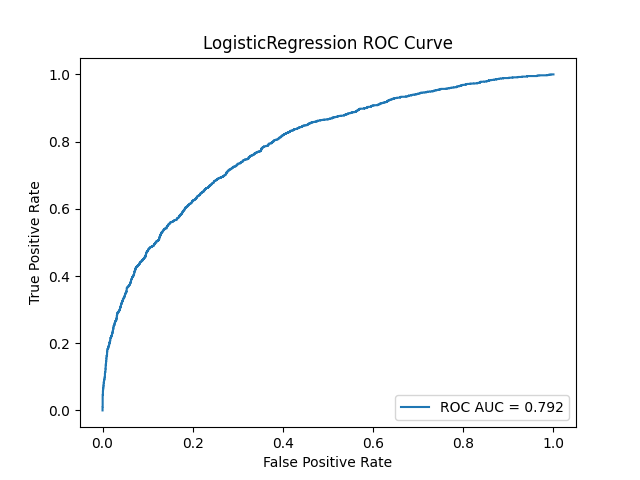 LogisticRegression ROC Curve
True Positive Rate
1.0
0.8
0.6
0.4
0.2
0.0
ROC AUC = 0.792
0.0 0.2 0.4 0.6 0.8 1.0
False Positive Rate